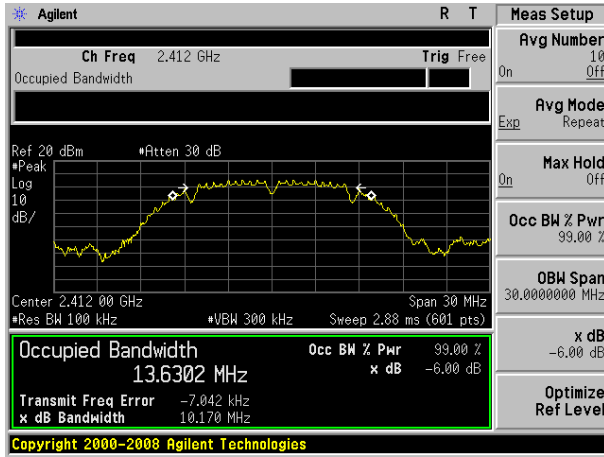 Agilent R T
Ch Freq 2.412 GHz Trig Free
Occupied Bandwidth
Ref 20 dBm #Atten 30 dB
#Peak
Log
10
dB/
Center 2.412 00 GHz Span 30 MHz
#Res BW 100 kHz #VBW 300 kHz Sweep 2.88 ms (601 pts)
Occupied Bandwidth Occ BW % Pwr 99.00 %
13.6302 MHz x dB -6.00 dB
Transmit Freq Error -7.042 kHz
x dB Bandwidth 10.170 MHz
Copyright 2000-2008 Agilent Technologies
Meas Setup
Avg Number
10
On Off
Avg Mode
Exp Repeat
Max Hold
On Off
Occ BW % Pwr
99.00 %
OBW Span
30.0000000 MHz
x dB
-6.00 dB
Optimize
Ref Level